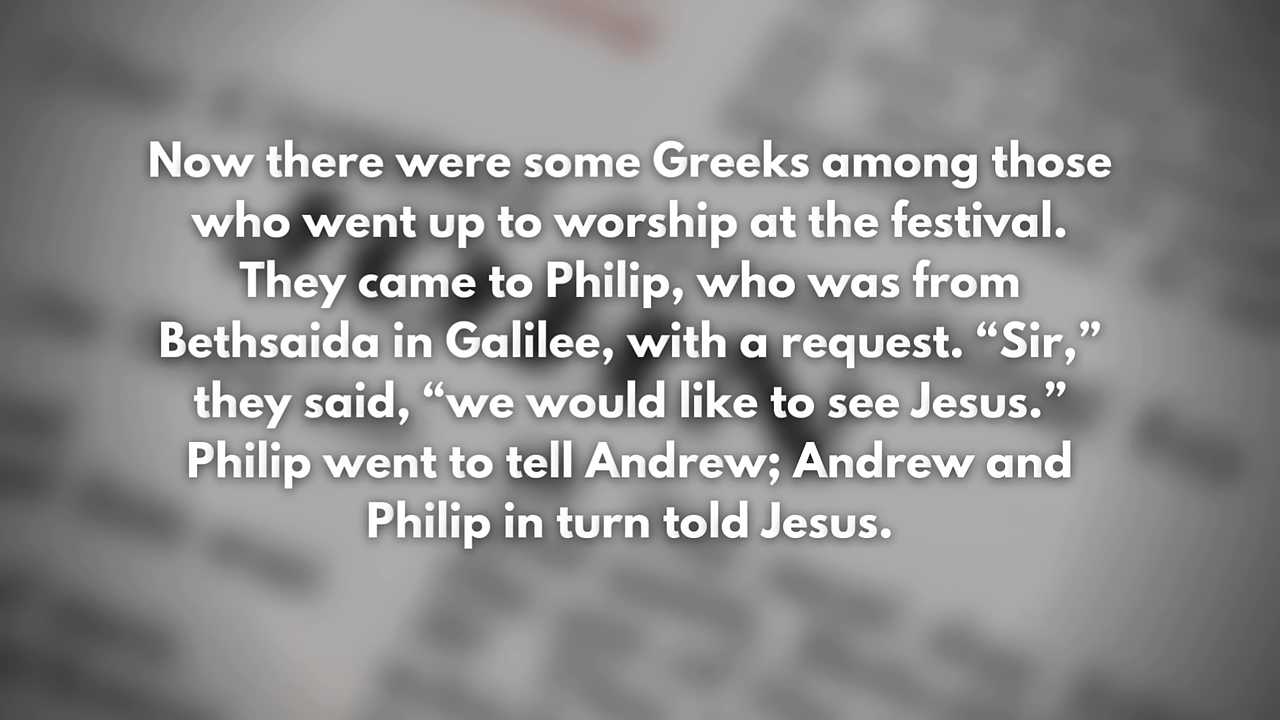 Now there were some Greeks among those
who went up to worship at the festival.
They came to Philip, who was from
Bethsaida in Galilee, with a request. “Sir,”
they said, “we would like to see Jesus.”
Philip went to tell Andrew; Andrew and
Philip in turn told Jesus.